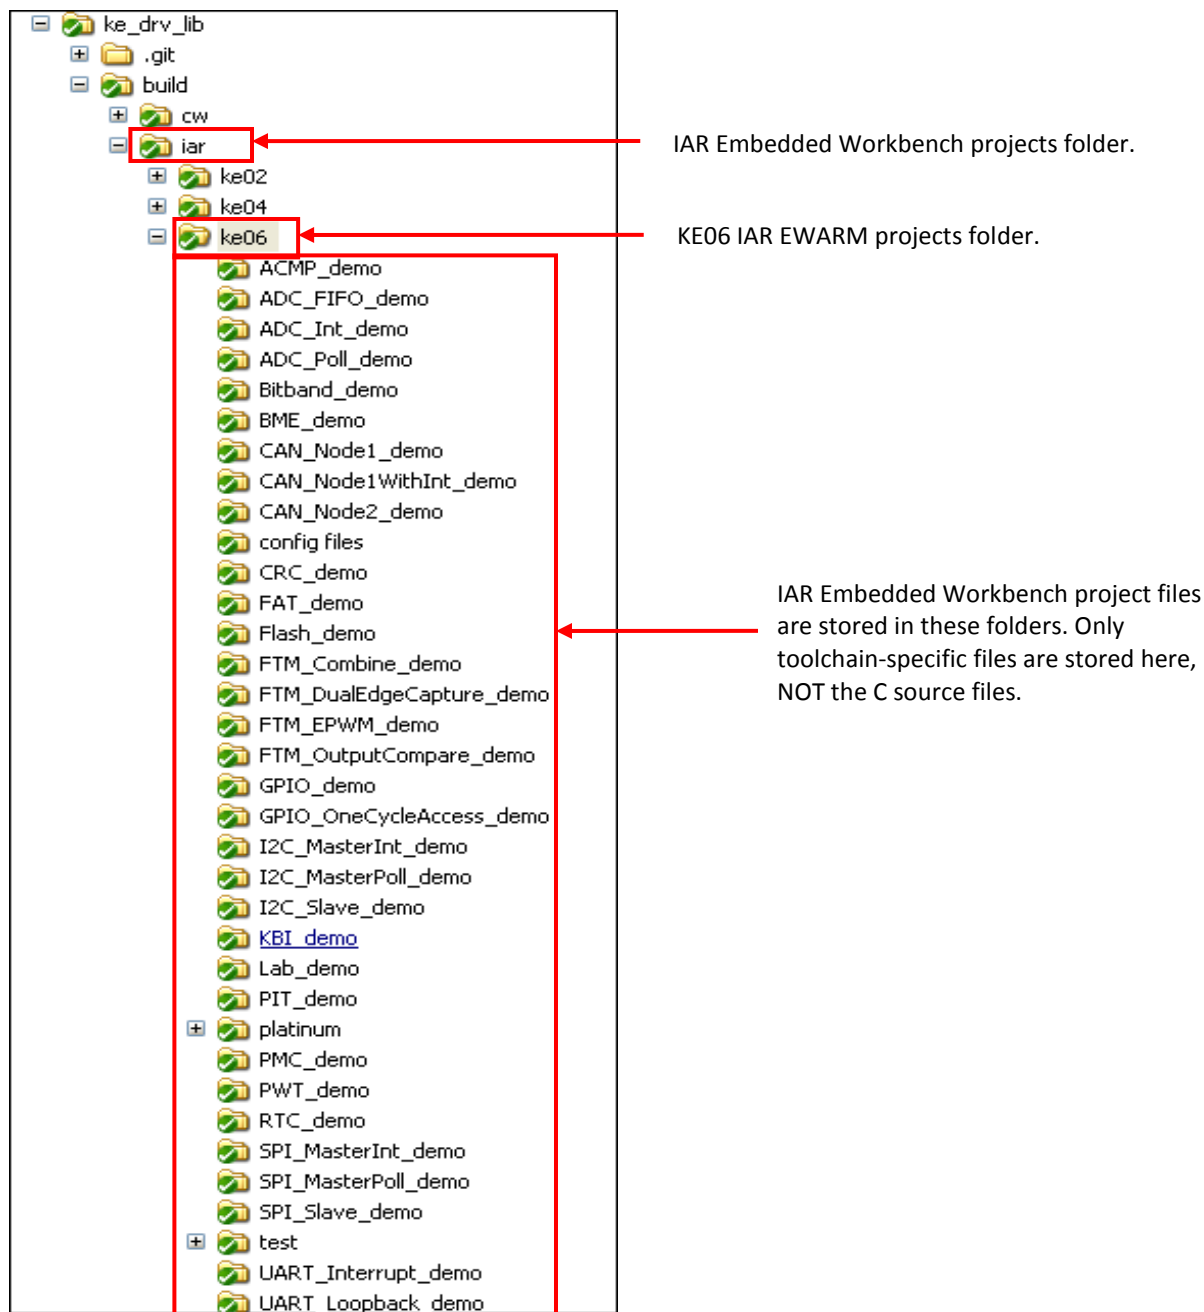 ke_drv_lib
.git
build
cw
iar
IAR Embedded Workbench projects folder.
ke02
ke04
ke06
KE06 IAR EWARM projects folder.
ACMP_demo
ADC_FIFO_demo
ADC_Int_demo
ADC_Poll_demo
Bitband_demo
BME_demo
CAN_Node1_demo
CAN_Node1WithInt_demo
CAN_Node2_demo
config files
CRC_demo
FAT_demo
Flash_demo
FTM_Combine_demo
FTM_DualEdgeCapture_demo
FTM_EPWM_demo
FTM_OutputCompare_demo
GPIO_demo
GPIO_OneCycleAccess_demo
I2C_MasterInt_demo
I2C_MasterPoll_demo
I2C_Slave_demo
KBI_demo
Lab_demo
PIT_demo
platinum
PMC_demo
PWT_demo
RTC_demo
SPI_MasterInt_demo
SPI_MasterPoll_demo
SPI_Slave_demo
test
UART_Interrupt_demo
UART_Loopback_demo
IAR Embedded Workbench project files
are stored in these folders. Only
toolchain-specific files are stored here,
NOT the C source files.